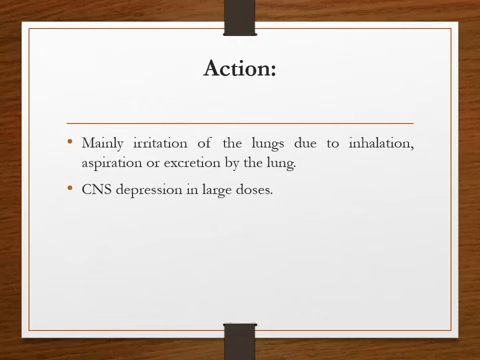 Action:
• Mainly irritation of the lungs due to inhalation,
aspiration or excretion by the lung.
• CNS depression in large doses.